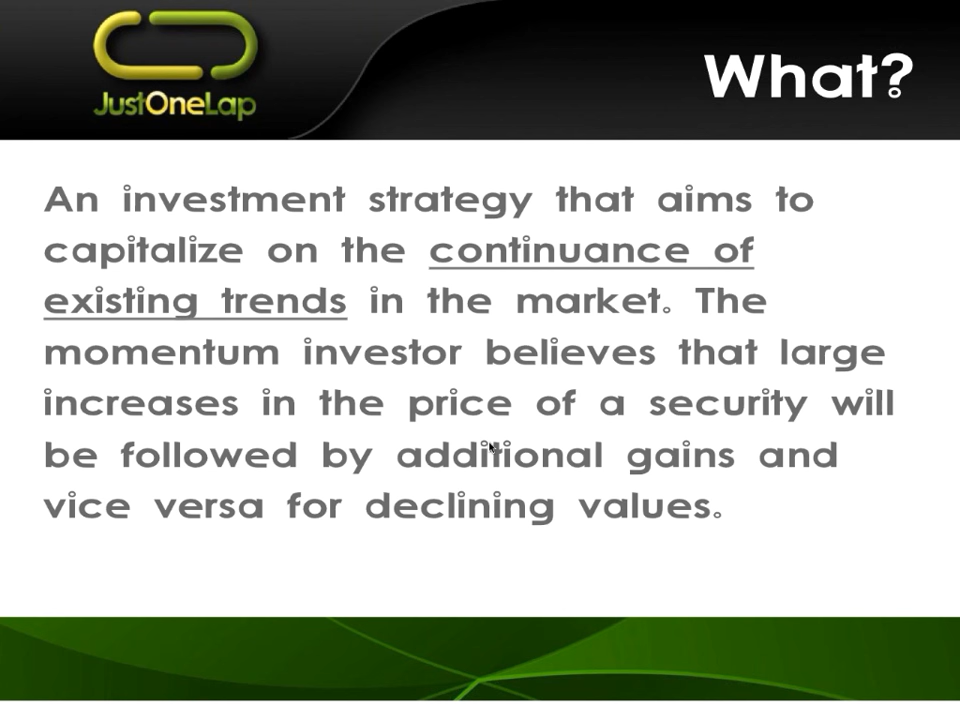 JustOneLap
What?
An investment strategy that aims to
capitalize on the continuance of
existing trends in the market. The
momentum investor believes that large
increases in the price of a security will
be followed by additional gains and
vice versa for declining values.